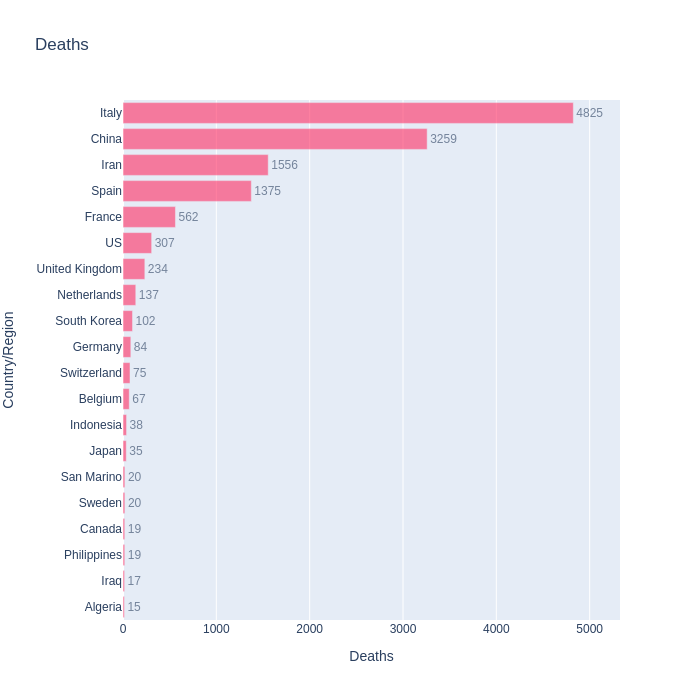 Deaths
Country/Region
Italy 4825
China 3259
Iran 1556
Spain 1375
France 562
US 307
United Kingdom 234
Netherlands 137
South Korea 102
Germany 84
Switzerland 75
Belgium 67
Indonesia 38
Japan 35
San Marino 20
Sweden 20
Canada 19
Philippines 19
Iraq 17
Algeria 15
0 1000 2000 3000 4000 5000
Deaths